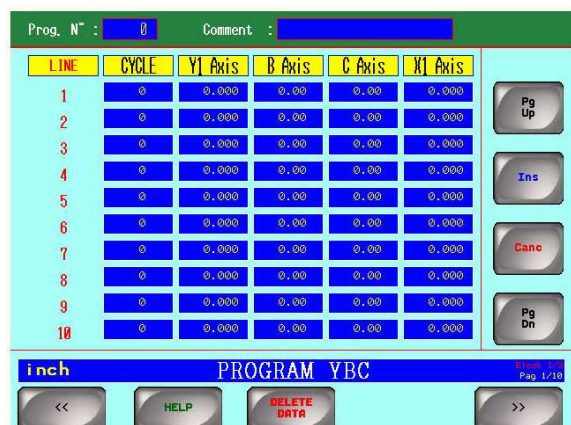 Prog. N° : 0 Comment :
LINE CYCLE Y1 Axis B Axis C Axis X1 Axis
1 0 0.000 0.00 0.00 0.000
2 0 0.000 0.00 0.00 0.000
3 0 0.000 0.00 0.00 0.000
4 0 0.000 0.00 0.00 0.000
5 0 0.000 0.00 0.00 0.000
6 0 0.000 0.00 0.00 0.000
7 0 0.000 0.00 0.00 0.000
8 0 0.000 0.00 0.00 0.000
9 0 0.000 0.00 0.00 0.000
10 0 0.000 0.00 0.00 0.000
Pg
Up
Ins
Canc
Pg
Dn
inch PROGRAM YBC
Pag 1/10
<< HELP DELETE
DATA >>